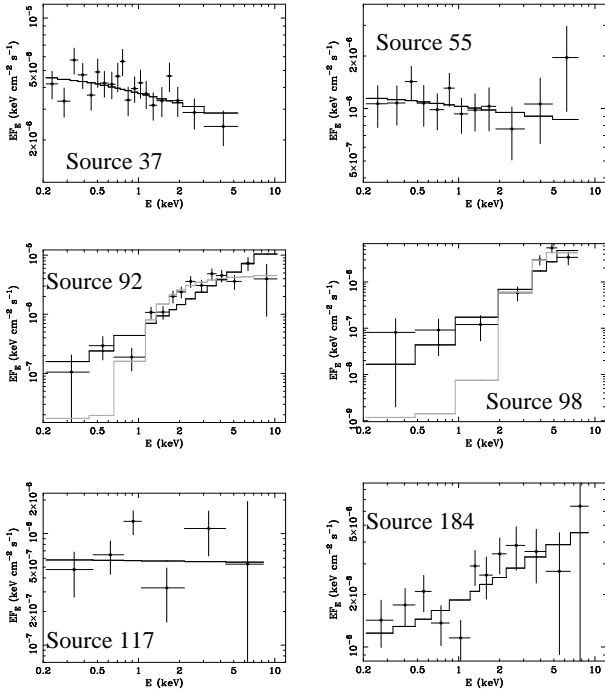 10⁻⁵
5×10⁻⁶
2×10⁻⁶
EF_E (keV cm⁻² s⁻¹)
Source 37
0.2 0.5 1 2 5 10
E (keV)
2×10⁻⁶
10⁻⁶
5×10⁻⁷
EF_E (keV cm⁻² s⁻¹)
Source 55
0.2 0.5 1 2 5 10
E (keV)
10⁻⁵
10⁻⁶
10⁻⁷
EF_E (keV cm⁻² s⁻¹)
Source 92
0.2 0.5 1 2 5 10
E (keV)
10⁻⁶
10⁻⁷
10⁻⁸
10⁻⁹
EF_E (keV cm⁻² s⁻¹)
Source 98
0.2 0.5 1 2 5 10
E (keV)
2×10⁻⁶
10⁻⁶
5×10⁻⁷
2×10⁻⁷
10⁻⁷
EF_E (keV cm⁻² s⁻¹)
Source 117
0.2 0.5 1 2 5 10
E (keV)
5×10⁻⁶
2×10⁻⁶
10⁻⁶
EF_E (keV cm⁻² s⁻¹)
Source 184
0.2 0.5 1 2 5 10
E (keV)